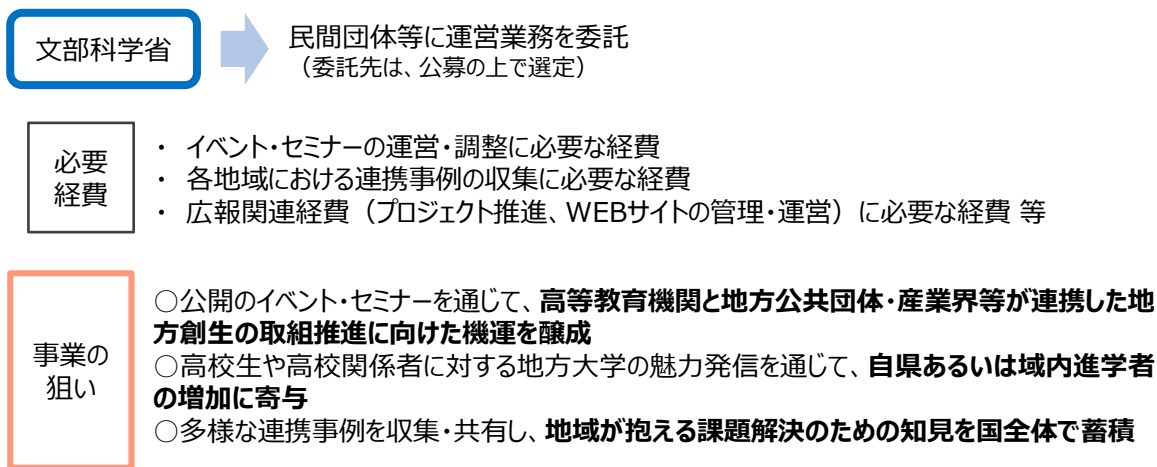 文部科学省
民間団体等に運営業務を委託
（委託先は、公募の上で選定）
必要
経費
・ イベント・セミナーの運営・調整に必要な経費
・ 各地域における連携事例の収集に必要な経費
・ 広報関連経費（プロジェクト推進、WEBサイトの管理・運営）に必要な経費 等
事業の
狙い
○公開のイベント・セミナーを通じて、高等教育機関と地方公共団体・産業界等が連携した地
方創生の取組推進に向けた機運を醸成
○高校生や高校関係者に対する地方大学の魅力発信を通じて、自県あるいは域内進学者
の増加に寄与
○多様な連携事例を収集・共有し、地域が抱える課題解決のための知見を国全体で蓄積